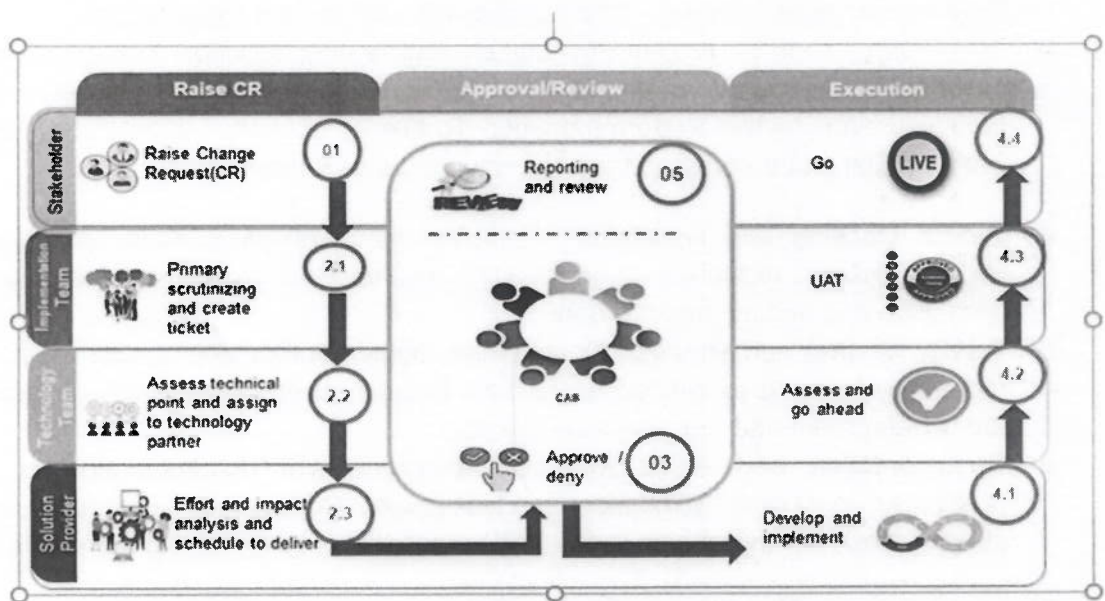 Raise CR
Approval/Review
Execution
Stakeholder
Raise Change
Request(CR)
01
Reporting
and review
05
REVIEW
Go
LIVE
4.4
Implementation
Team
Primary
scrutinizing
and create
ticket
2.1
UAT
APPROVED
4.3
Technology
Team
Assess technical
point and assign
to technology
partner
2.2
CAB
Assess and
go ahead
4.2
Solution
Provider
Effort and impact
analysis and
schedule to deliver
2.3
Approve /
deny
03
Develop and
implement
4.1